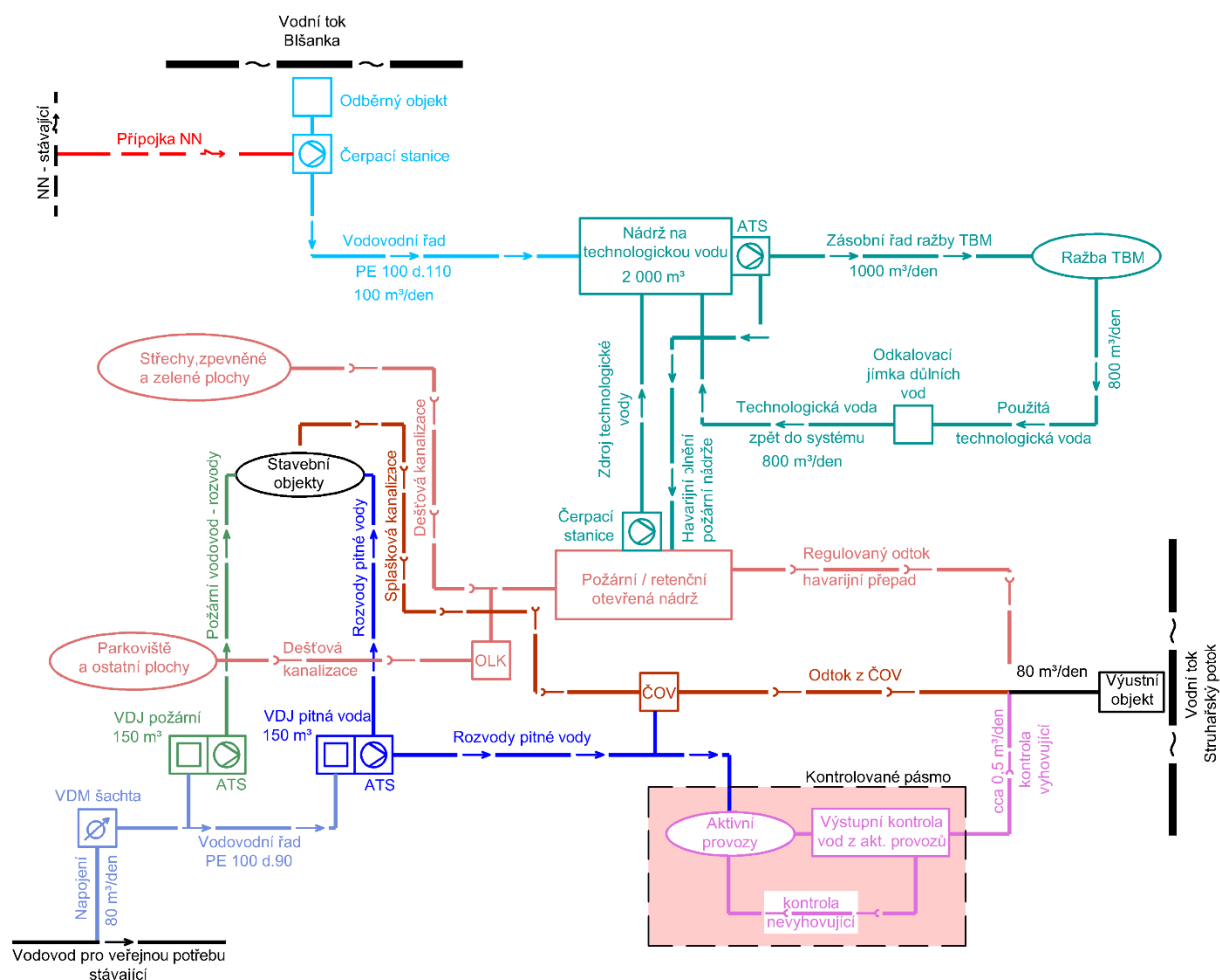 Vodní tok
Blšanka
Odběrný objekt
Přípojka NN
Čerpací stanice
NN - stávající
Vodovodní řad
PE 100 d.110
100 m³/den
Nádrž na
technologickou vodu
2 000 m³
ATS
Zásobní řad ražby TBM
1000 m³/den
Ražba TBM
800 m³/den
Střechy,zpevněné
a zelené plochy
Dešťová kanalizace
Zdroj technologické
vody
Havarijní plnění
požární nádrže
Technologická voda
zpět do systému
800 m³/den
Odkalovací
jímka důlních
vod
Použitá
technologická voda
Stavební
objekty
Splašková kanalizace
Požární vodovod - rozvody
Rozvody pitné vody
Čerpací
stanice
Požární / retenční
otevřená nádrž
Regulovaný odtok
havarijní přepad
Parkoviště
a ostatní plochy
Dešťová
kanalizace
OLK
ČOV
Odtok z ČOV
80 m³/den
Výustní
objekt
Vodní tok
Struhařský potok
VDJ požární
150 m³
ATS
VDJ pitná voda
150 m³
ATS
Rozvody pitné vody
cca 0,5 m³/den
kontrola
vyhovující
Kontrolované pásmo
Aktivní
provozy
Výstupní kontrola
vod z akt. provozů
kontrola
nevyhovující
VDM šachta
Vodovodní řad
PE 100 d.90
Napojení
80 m³/den
Vodovod pro veřejnou potřebu
stávající